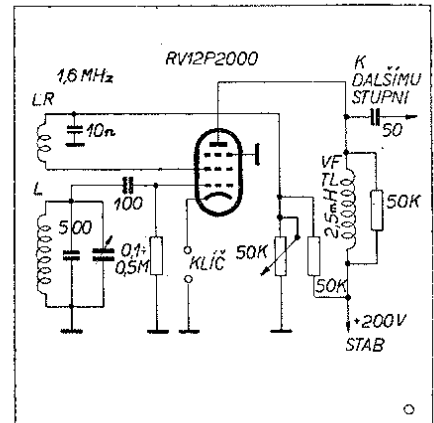 RV12P2000
1,6 MHz
LR
10n
K
DALŠÍMU
STUPNI
50
L
100
500
0,1÷
0,5M
KLÍČ
50K
50K
VF
TL
2,5mH
50K
+200V
STAB